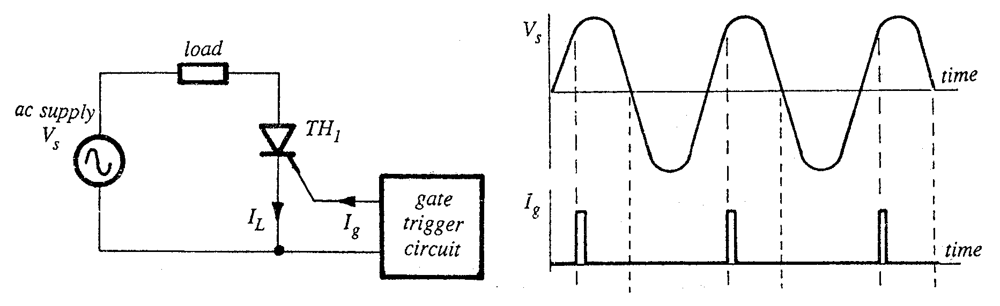 load
ac supply
V_s
TH_1
I_L
I_g
gate
trigger
circuit
V_s
time
I_g
time